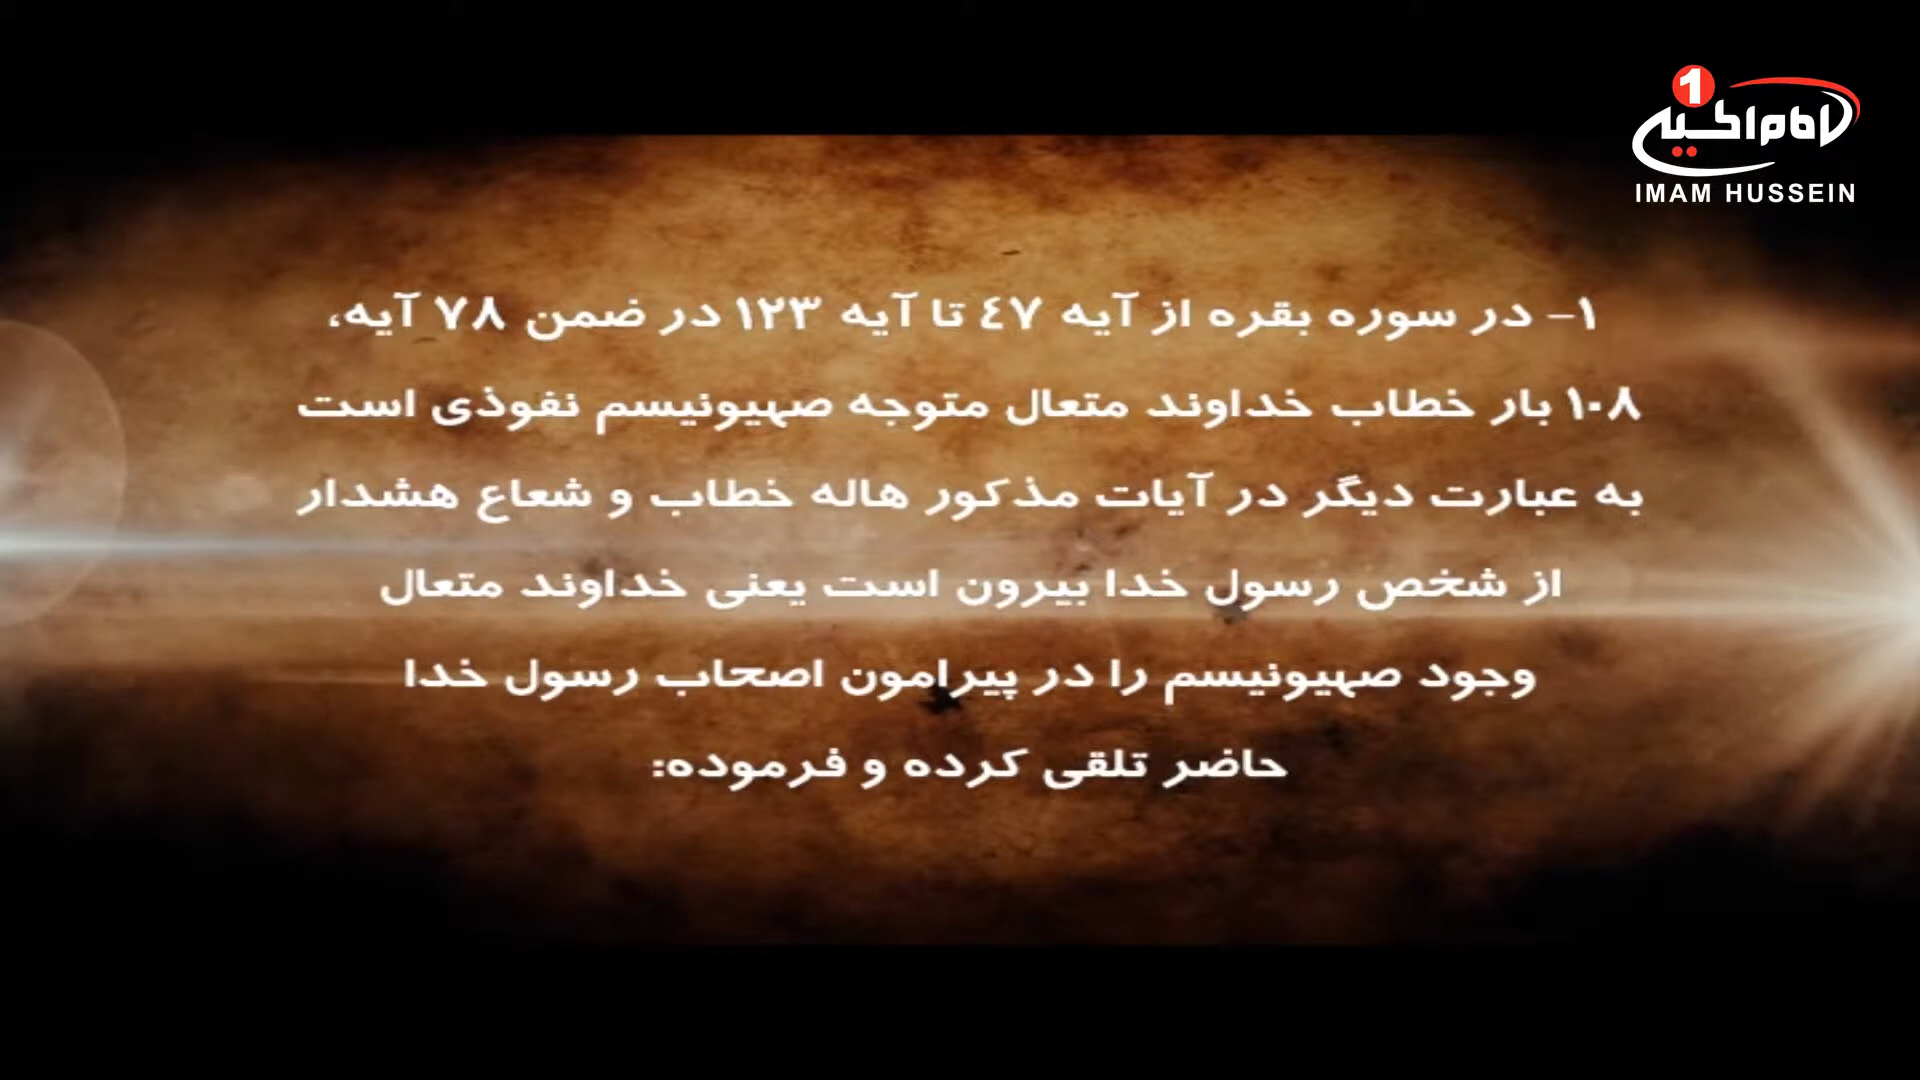 1
امام الحسین
IMAM HUSSEIN
۱- در سوره بقره از آیه ٤٧ تا آیه ۱۲۳ در ضمن ۷۸ آیه،
۱۰۸ بار خطاب خداوند متعال متوجه صهیونیسم نفوذی است
به عبارت دیگر در آیات مذکور هاله خطاب و شعاع هشدار
از شخص رسول خدا بیرون است یعنی خداوند متعال
وجود صهیونیسم را در پیرامون اصحاب رسول خدا
حاضر تلقی کرده و فرموده: